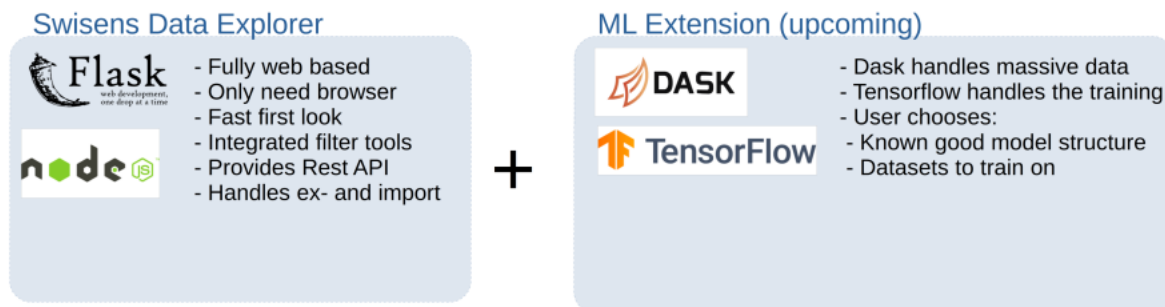 Swisens Data Explorer
Flask
web development,
one drop at a time
node
JS
- Fully web based
- Only need browser
- Fast first look
- Integrated filter tools
- Provides Rest API
- Handles ex- and import
+
ML Extension (upcoming)
DASK
TensorFlow
- Dask handles massive data
- Tensorflow handles the training
- User chooses:
- Known good model structure
- Datasets to train on